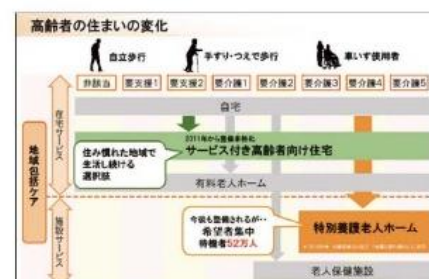 高齢者の住まいの変化
自立歩行
手すり・つえで歩行
車いす使用者
非該当
要支援1
要支援2
要介護1
要介護2
要介護3
要介護4
要介護5
地域包括ケア
在宅サービス
自宅
住み慣れた地域で
生活し続ける
選択肢
2011年から整備本格化
サービス付き高齢者向け住宅
有料老人ホーム
施設サービス
今後も整備されるが…
希望者集中
待機者52万人
特別養護老人ホーム
老人保健施設